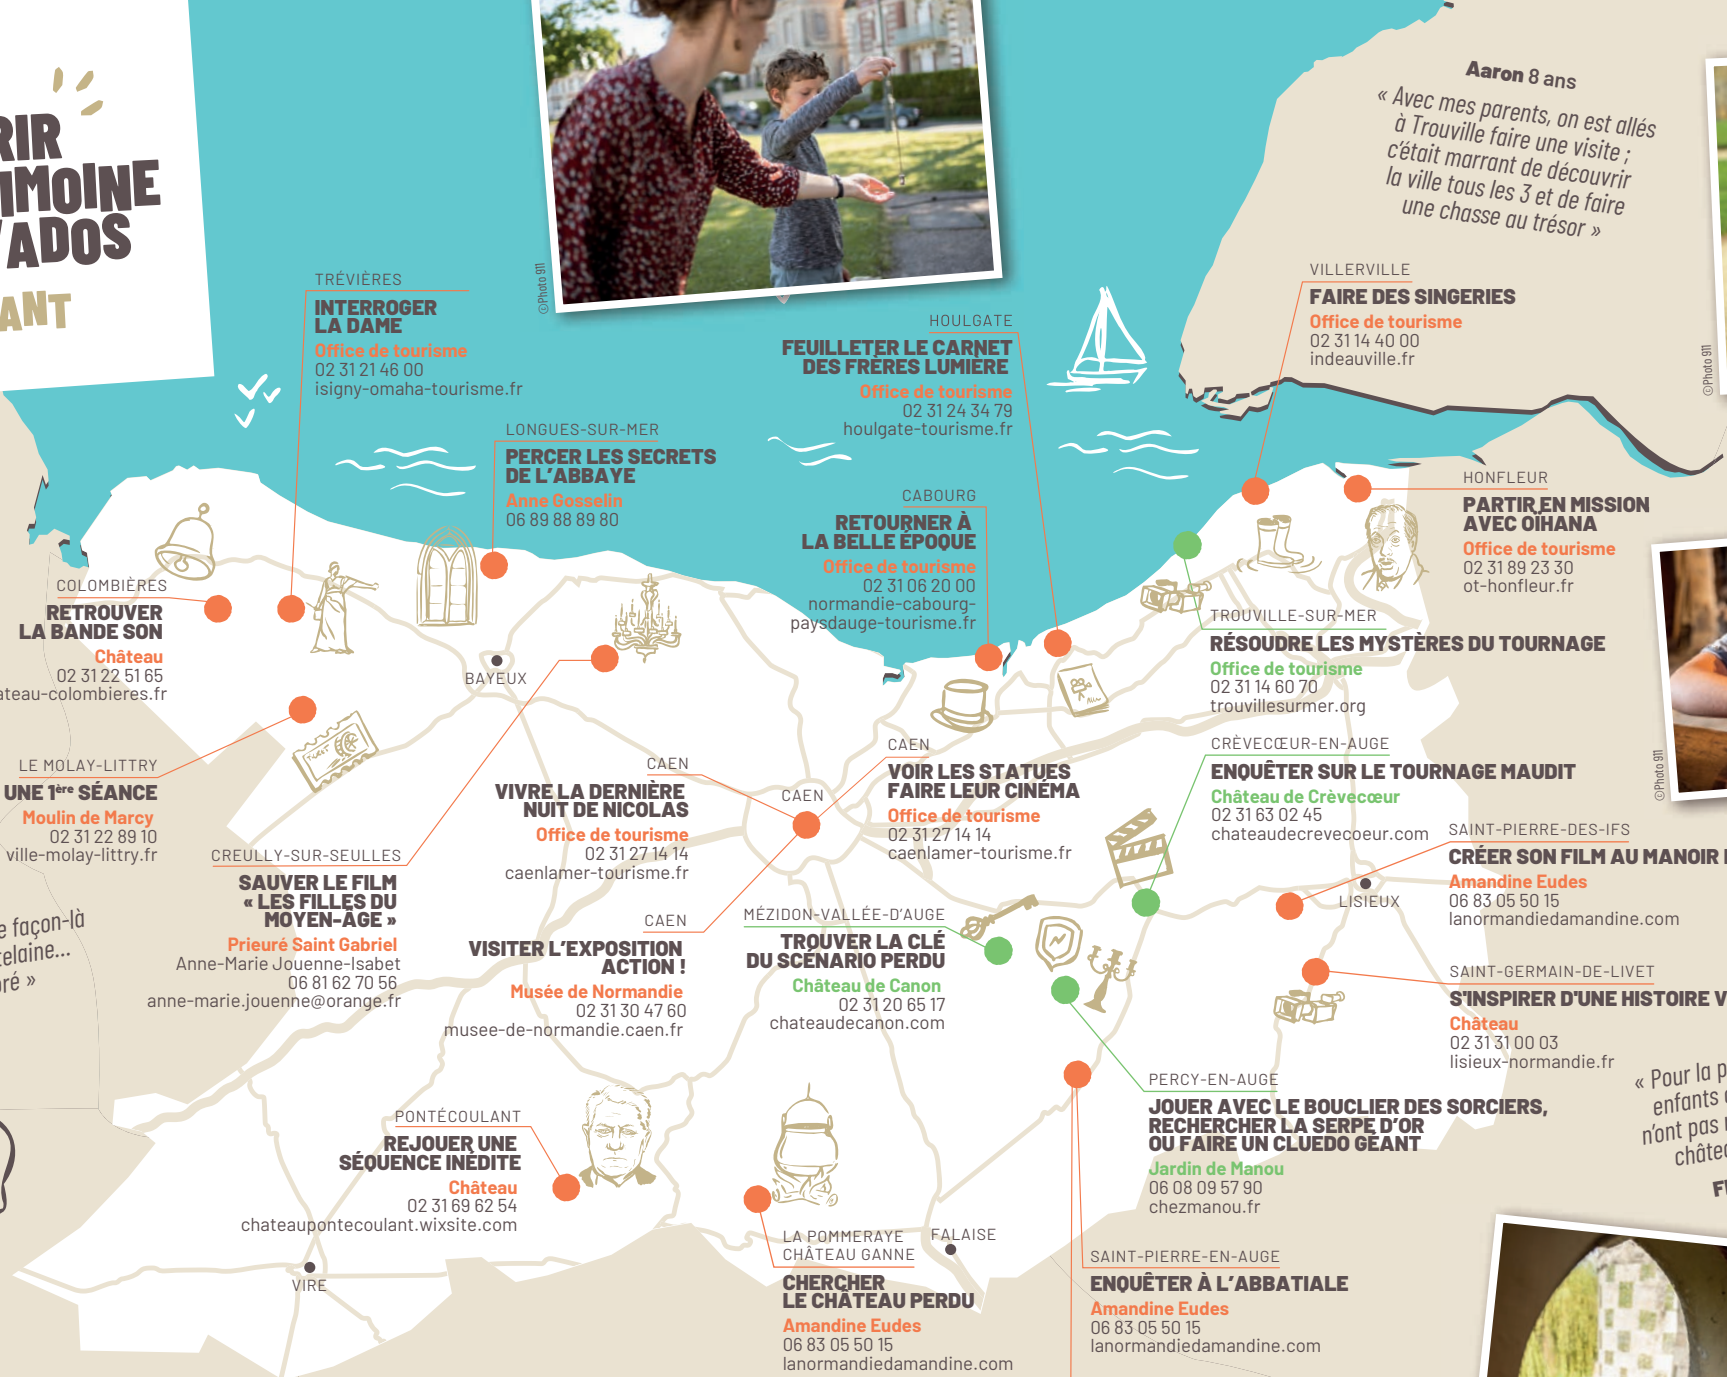 RIR
IMOINE
'ADOS
ANT
©Photo 911
Aaron 8 ans
« Avec mes parents, on est allés
à Trouville faire une visite ;
c'était marrant de découvrir
la ville tous les 3 et de faire
une chasse au trésor »
©Photo 911
TRÉVIÈRES
INTERROGER
LA DAME
Office de tourisme
02 31 21 46 00
isigny-omaha-tourisme.fr
LONGUES-SUR-MER
PERCER LES SECRETS
DE L'ABBAYE
Anne Gosselin
06 89 88 89 80
HOULGATE
FEUILLETER LE CARNET
DES FRÈRES LUMIÈRE
Office de tourisme
02 31 24 34 79
houlgate-tourisme.fr
CABOURG
RETOURNER À
LA BELLE ÉPOQUE
Office de tourisme
02 31 06 20 00
normandie-cabourg-
paysdauge-tourisme.fr
VILLERVILLE
FAIRE DES SINGERIES
Office de tourisme
02 31 14 40 00
indeauville.fr
HONFLEUR
PARTIR EN MISSION
AVEC OÏHANA
Office de tourisme
02 31 89 23 30
ot-honfleur.fr
COLOMBIÈRES
RETROUVER
LA BANDE SON
Château
02 31 22 51 65
ateau-colombieres.fr
BAYEUX
TICKET
TROUVILLE-SUR-MER
RÉSOUDRE LES MYSTÈRES DU TOURNAGE
Office de tourisme
02 31 14 60 70
trouvillesurmer.org
LE MOLAY-LITTRY
UNE 1ère SÉANCE
Moulin de Marcy
02 31 22 89 10
ville-molay-littry.fr
CREULLY-SUR-SEULLES
SAUVER LE FILM
« LES FILLES DU
MOYEN-ÂGE »
Prieuré Saint Gabriel
Anne-Marie Jouenne-Isabet
06 81 62 70 56
anne-marie.jouenne@orange.fr
CAEN
VIVRE LA DERNIÈRE
NUIT DE NICOLAS
Office de tourisme
02 31 27 14 14
caenlamer-tourisme.fr
CAEN
CAEN
VOIR LES STATUES
FAIRE LEUR CINÉMA
Office de tourisme
02 31 27 14 14
caenlamer-tourisme.fr
CAEN
VISITER L'EXPOSITION
ACTION !
Musée de Normandie
02 31 30 47 60
musee-de-normandie.caen.fr
CRÈVECŒUR-EN-AUGE
ENQUÊTER SUR LE TOURNAGE MAUDIT
Château de Crèvecœur
02 31 63 02 45
chateaudecrevecoeur.com
©Photo 911
SAINT-PIERRE-DES-IFS
CRÉER SON FILM AU MANOIR
Amandine Eudes
06 83 05 50 15
lanormandiedamandine.com
LISIEUX
MÉZIDON-VALLÉE-D'AUGE
TROUVER LA CLÉ
DU SCÉNARIO PERDU
Château de Canon
02 31 20 65 17
chateaudecanon.com
SAINT-GERMAIN-DE-LIVET
S'INSPIRER D'UNE HISTOIRE V
Château
02 31 31 00 03
lisieux-normandie.fr
e façon-là
telaine...
ré »
PERCY-EN-AUGE
JOUER AVEC LE BOUCLIER DES SORCIERS,
RECHERCHER LA SERPE D'OR
OU FAIRE UN CLUEDO GÉANT
Jardin de Manou
06 08 09 57 90
chezmanou.fr
« Pour la p
enfants
n'ont pas
châte
F
PONTÉCOULANT
REJOUER UNE
SÉQUENCE INÉDITE
Château
02 31 69 62 54
chateaupontecoulant.wixsite.com
VIRE
LA POMMERAYE
CHÂTEAU GANNE
CHERCHER
LE CHÂTEAU PERDU
Amandine Eudes
06 83 05 50 15
lanormandiedamandine.com
FALAISE
SAINT-PIERRE-EN-AUGE
ENQUÊTER À L'ABBATIALE
Amandine Eudes
06 83 05 50 15
lanormandiedamandine.com